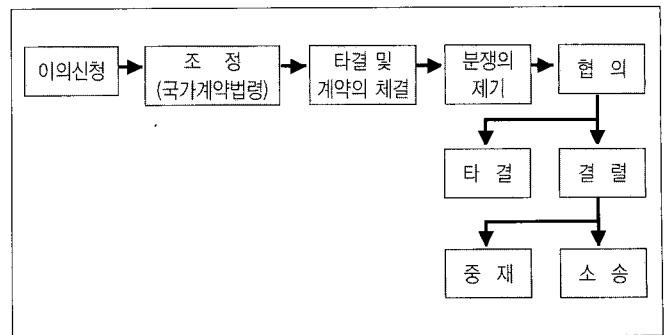 이의신청
조 정
(국가계약법령)
타결 및
계약의 체결
분쟁의
제기
협 의
타 결
결 렬
중 재
소 송